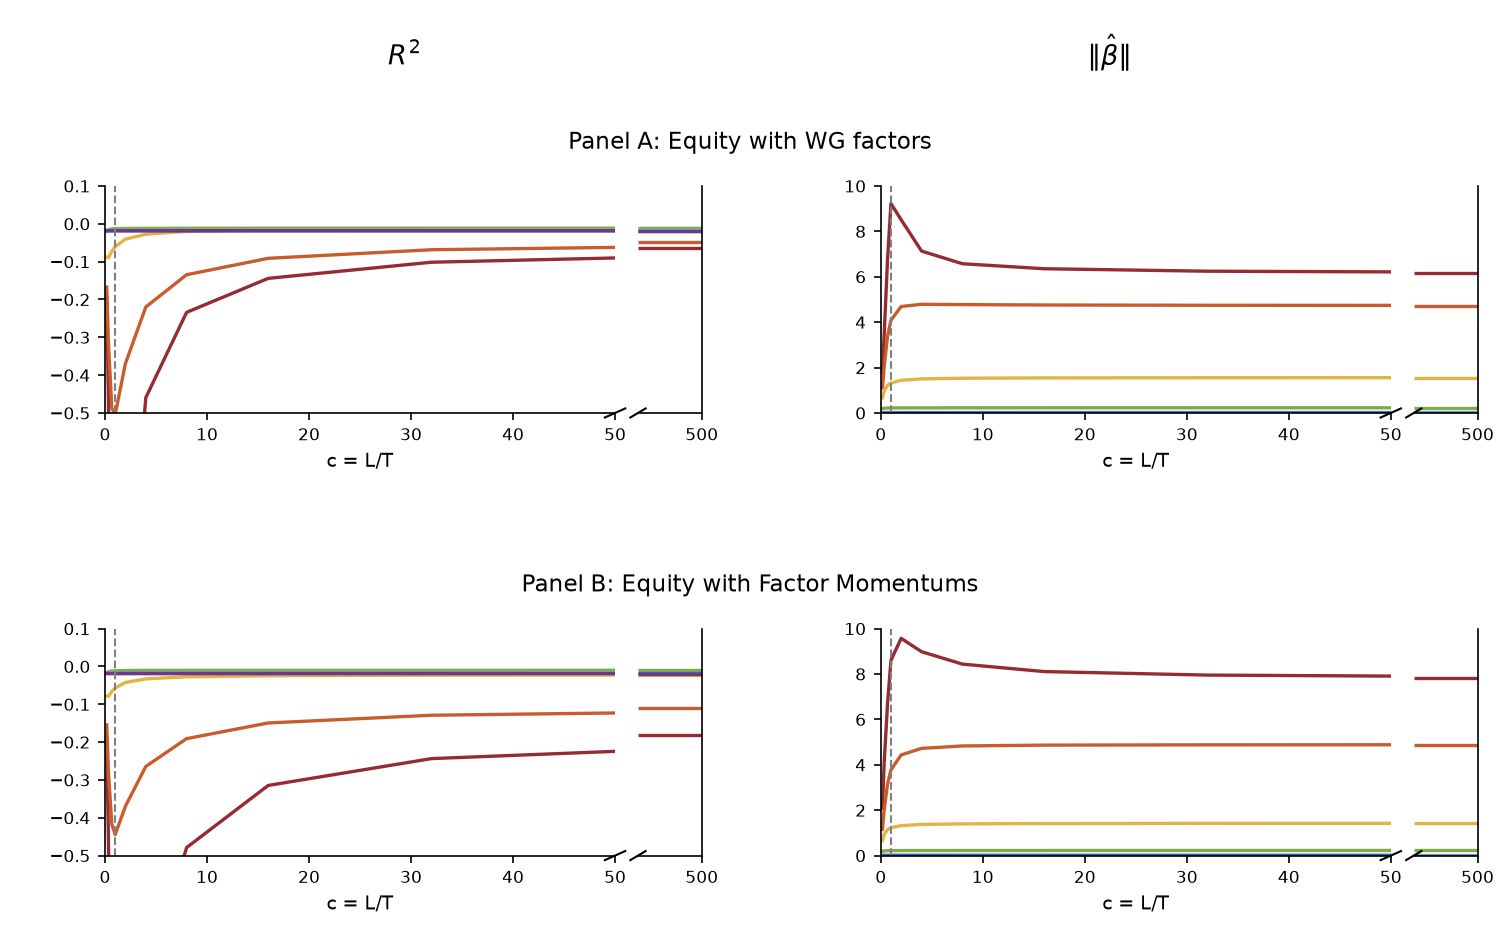 R²
‖β̂‖
Panel A: Equity with WG factors
0.1
0.0
−0.1
−0.2
−0.3
−0.4
−0.5
0 10 20 30 40 50 500
c = L/T
10
8
6
4
2
0
0 10 20 30 40 50 500
c = L/T
Panel B: Equity with Factor Momentums
0.1
0.0
−0.1
−0.2
−0.3
−0.4
−0.5
0 10 20 30 40 50 500
c = L/T
10
8
6
4
2
0
0 10 20 30 40 50 500
c = L/T